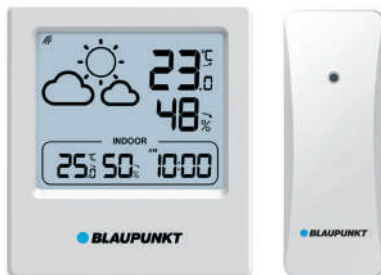 23.0 °C
48 %
INDOOR
AM
25.0 °C 50 % 10:00
BLAUPUNKT
BLAUPUNKT